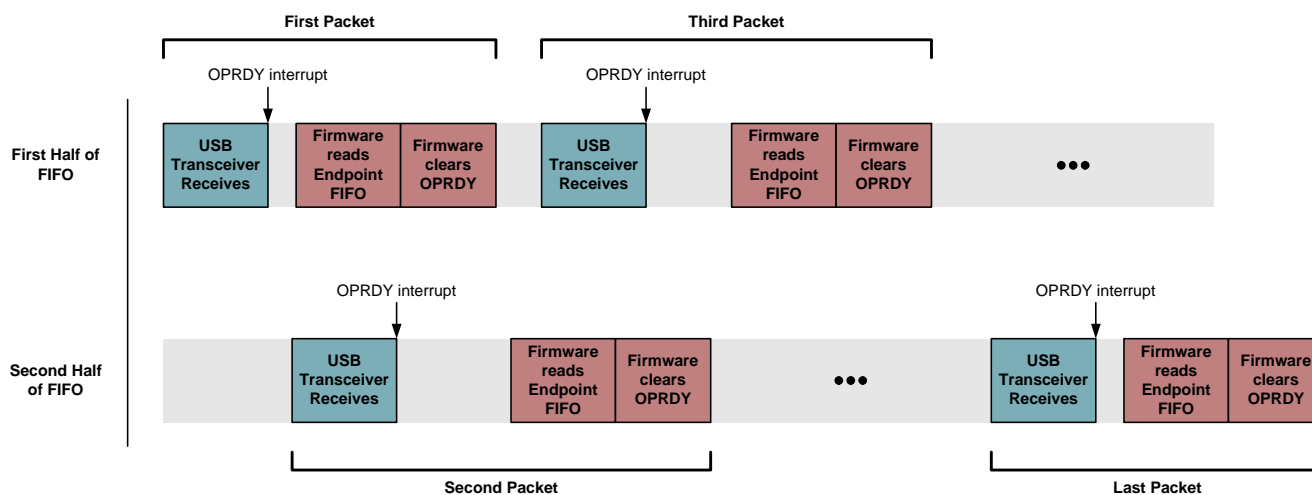 First Packet
Third Packet
OPRDY interrupt
OPRDY interrupt
First Half of
FIFO
USB
Transceiver
Receives
Firmware
reads
Endpoint
FIFO
Firmware
clears
OPRDY
USB
Transceiver
Receives
Firmware
reads
Endpoint
FIFO
Firmware
clears
OPRDY
•••
OPRDY interrupt
OPRDY interrupt
Second Half
of FIFO
USB
Transceiver
Receives
Firmware
reads
Endpoint
FIFO
Firmware
clears
OPRDY
•••
USB
Transceiver
Receives
Firmware
reads
Endpoint
FIFO
Firmware
clears
OPRDY
Second Packet
Last Packet